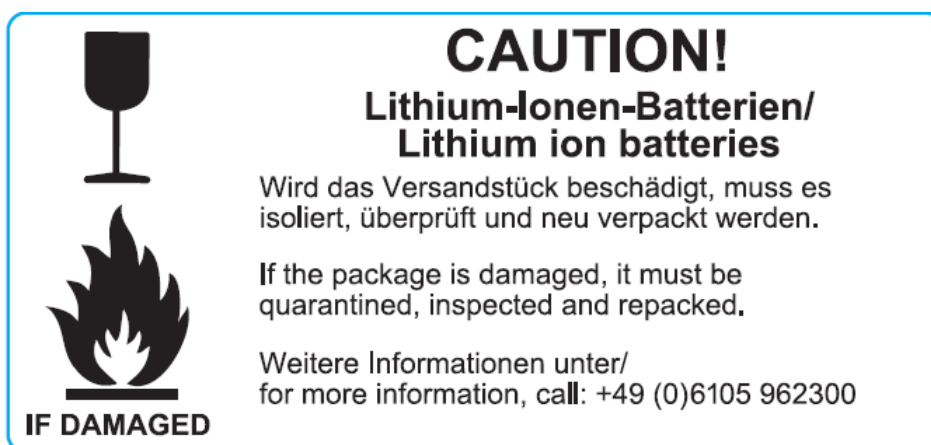 CAUTION!
Lithium-Ionen-Batterien/
Lithium ion batteries
Wird das Versandstück beschädigt, muss es
isoliert, überprüft und neu verpackt werden.
If the package is damaged, it must be
quarantined, inspected and repacked.
Weitere Informationen unter/
for more information, call: +49 (0)6105 962300
IF DAMAGED